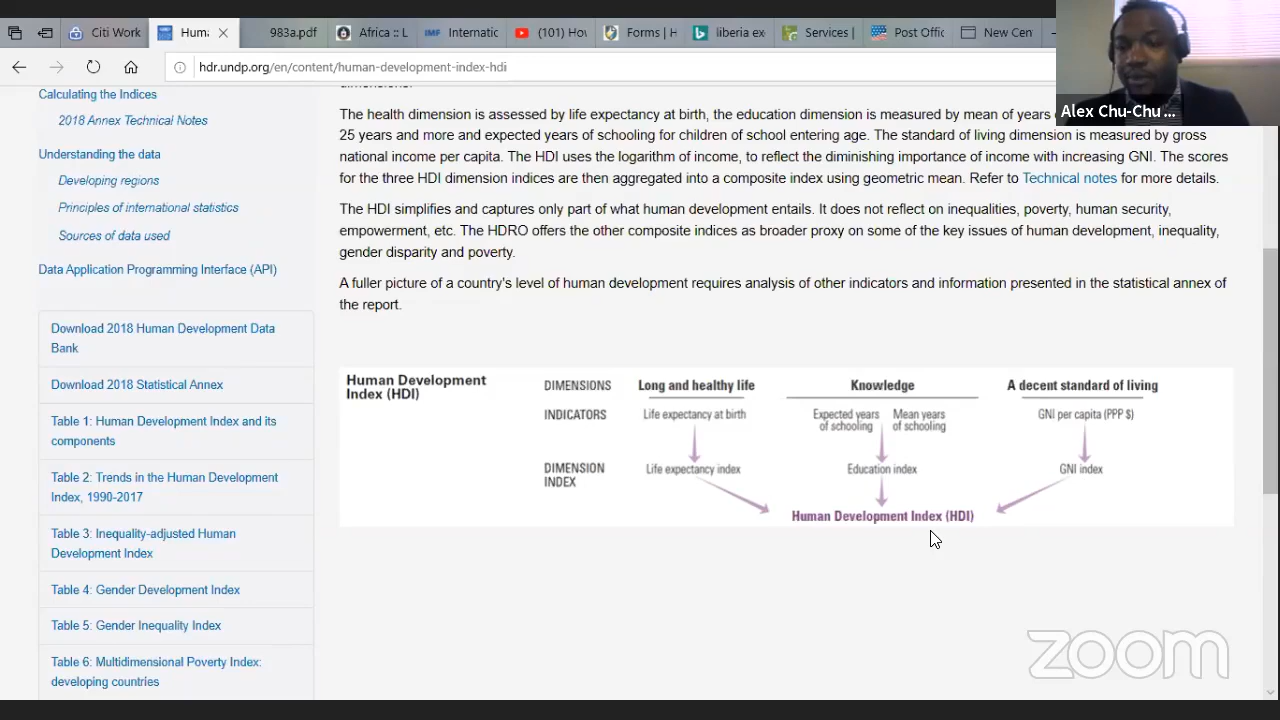 Citi Work
Huma
983a.pdf
Africa :: L
IMF Internatic
(101) Hov
Forms | H
liberia ex
Services |
Post Offic
New Cen
hdr.undp.org/en/content/human-development-index-hdi
Alex Chu-Chu ...
Calculating the Indices
2018 Annex Technical Notes
Understanding the data
Developing regions
Principles of international statistics
Sources of data used
Data Application Programming Interface (API)
Download 2018 Human Development Data
Bank
Download 2018 Statistical Annex
Table 1: Human Development Index and its
components
Table 2: Trends in the Human Development
Index, 1990-2017
Table 3: Inequality-adjusted Human
Development Index
Table 4: Gender Development Index
Table 5: Gender Inequality Index
Table 6: Multidimensional Poverty Index:
developing countries
The health dimension is assessed by life expectancy at birth, the education dimension is measured by mean of years
25 years and more and expected years of schooling for children of school entering age. The standard of living dimension is measured by gross
national income per capita. The HDI uses the logarithm of income, to reflect the diminishing importance of income with increasing GNI. The scores
for the three HDI dimension indices are then aggregated into a composite index using geometric mean. Refer to Technical notes for more details.
The HDI simplifies and captures only part of what human development entails. It does not reflect on inequalities, poverty, human security,
empowerment, etc. The HDRO offers the other composite indices as broader proxy on some of the key issues of human development, inequality,
gender disparity and poverty.
A fuller picture of a country's level of human development requires analysis of other indicators and information presented in the statistical annex of
the report.
Human Development
Index (HDI)
DIMENSIONS Long and healthy life Knowledge A decent standard of living
INDICATORS Life expectancy at birth Expected years Mean years GNI per capita (PPP $)
of schooling of schooling
DIMENSION Life expectancy index Education index GNI index
INDEX
Human Development Index (HDI)
zoom